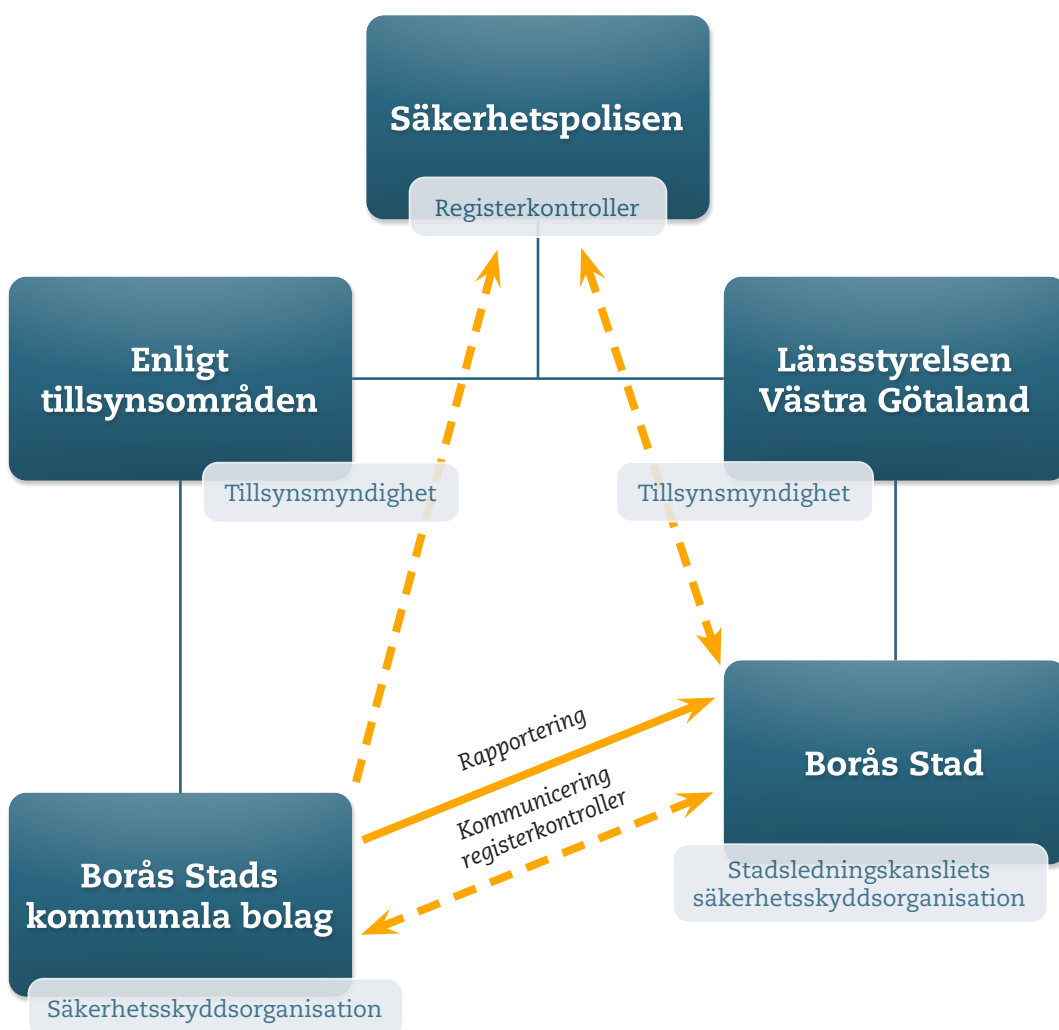 Säkerhetspolisen
Registerkontroller
Enligt
tillsynsområden
Tillsynsmyndighet
Länsstyrelsen
Västra Götaland
Tillsynsmyndighet
Rapportering
Kommunicering
registerkontroller
Borås Stad
Stadsledningskansliets
säkerhetsskyddsorganisation
Borås Stads
kommunala bolag
Säkerhetsskyddsorganisation